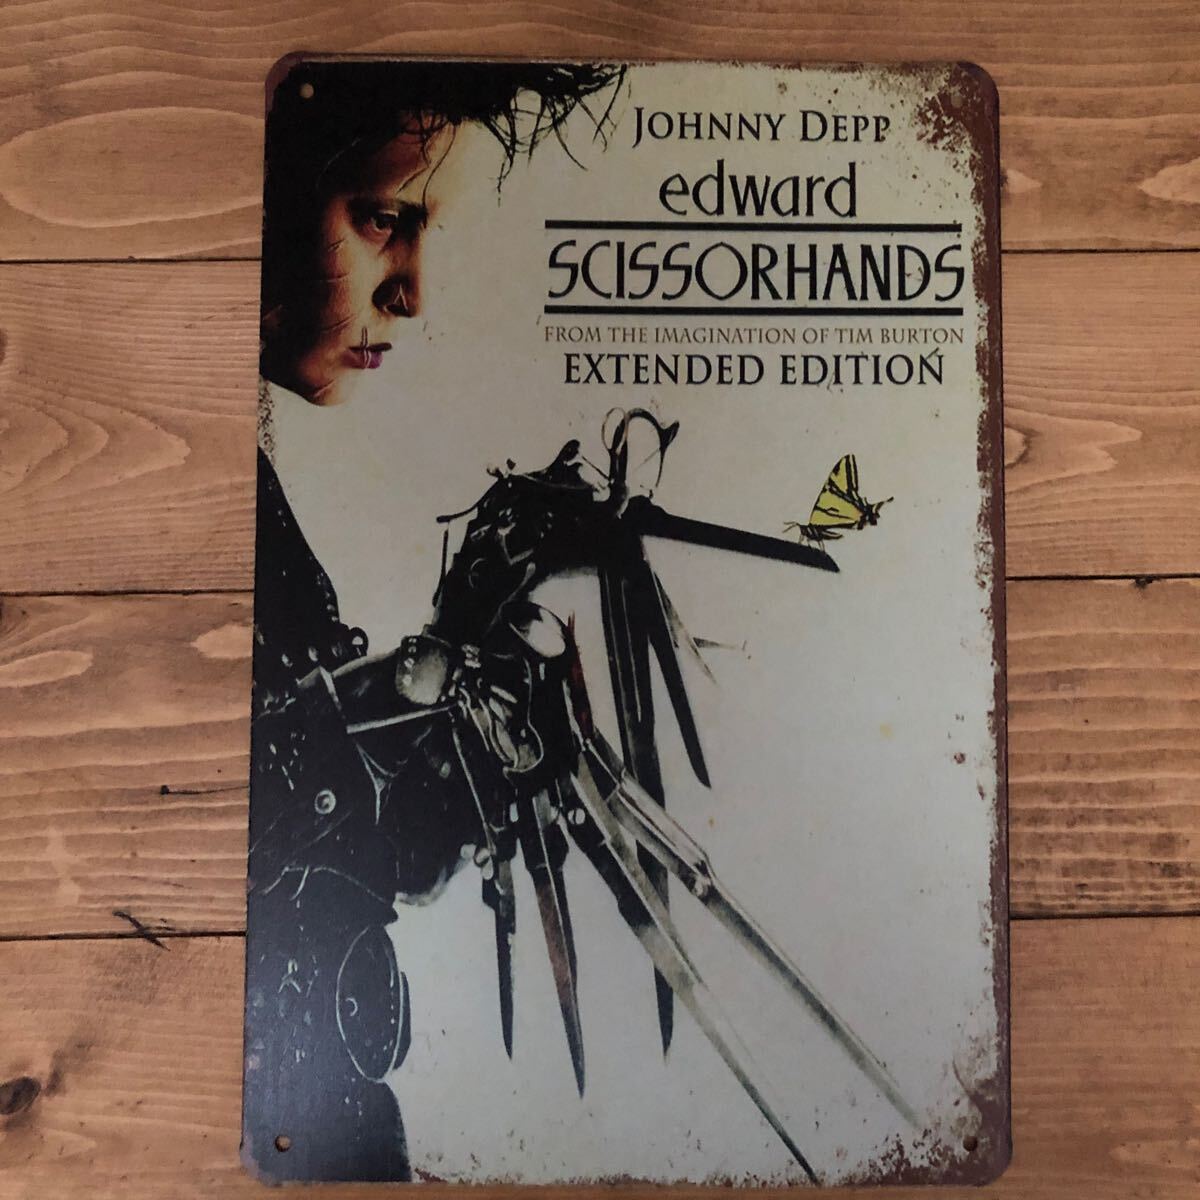 JOHNNY DEPP
edward
SCISSORHANDS
FROM THE IMAGINATION OF TIM BURTON
EXTENDED EDITION